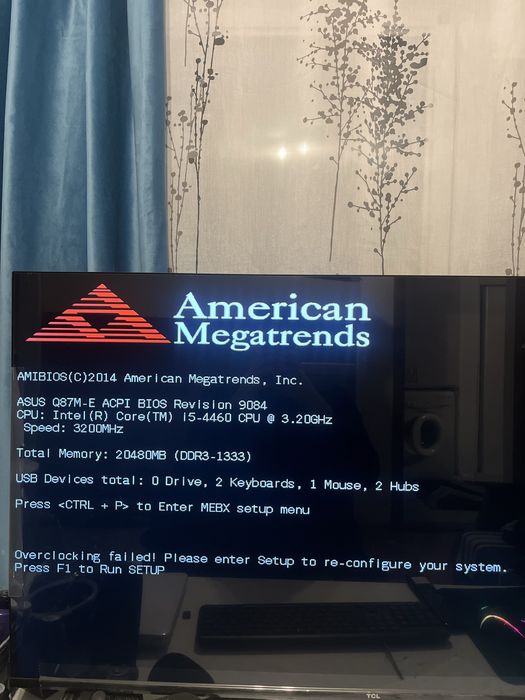 American
Megatrends
AMIBIOS(C)2014 American Megatrends, Inc.
ASUS Q87M-E ACPI BIOS Revision 9084
CPU: Intel(R) Core(TM) i5-4460 CPU @ 3.20GHz
Speed: 3200MHz
Total Memory: 20480MB (DDR3-1333)
USB Devices total: 0 Drive, 2 Keyboards, 1 Mouse, 2 Hubs
Press <CTRL + P> to Enter MEBX setup menu
Overclocking failed! Please enter Setup to re-configure your system.
Press F1 to Run SETUP
TCL